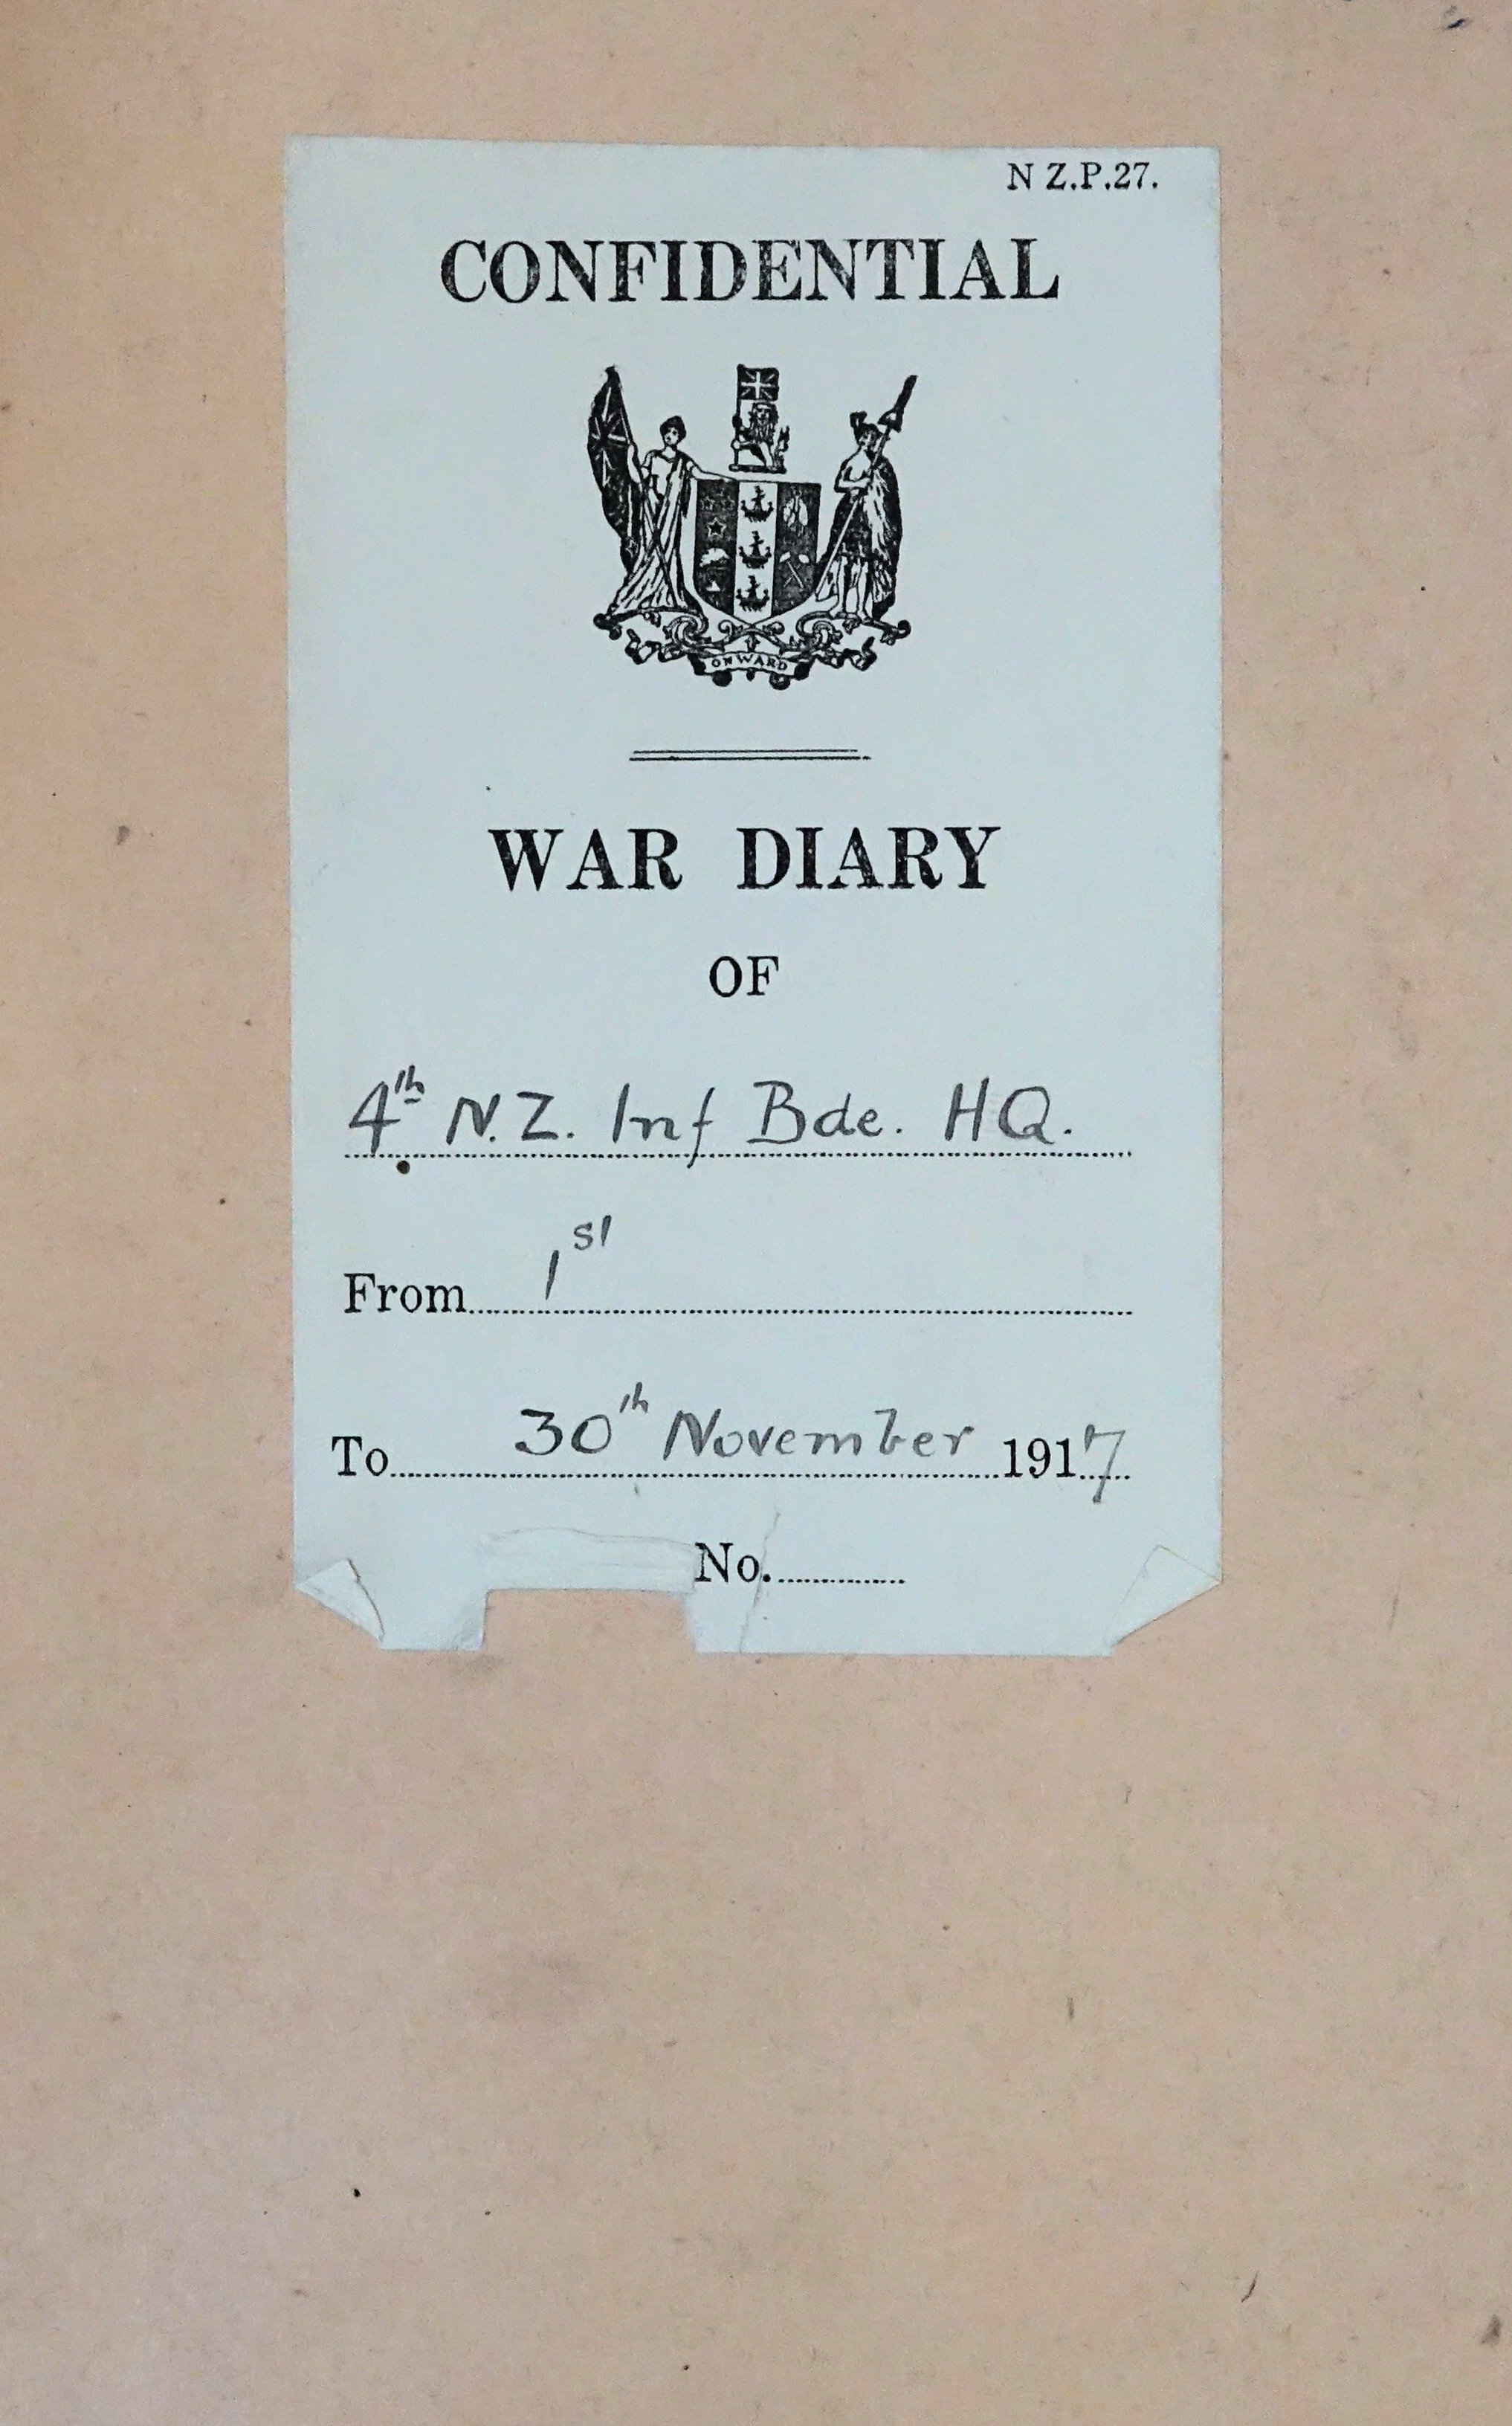 N Z.P.27.
CONFIDENTIAL
ONWARD
WAR DIARY
OF
4th N.Z. Inf Bde. HQ.
From 1st
To 30th November 1917
No.